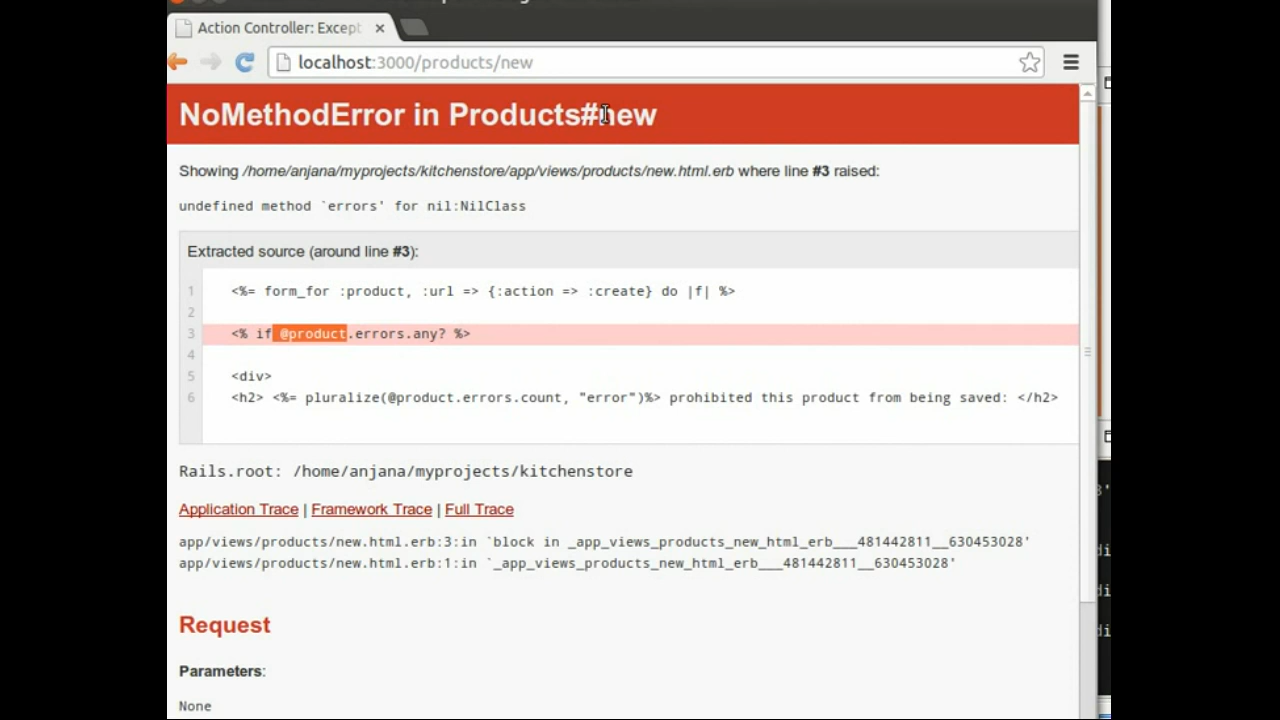 Action Controller: Except
localhost:3000/products/new
NoMethodError in Products#new
Showing /home/anjana/myprojects/kitchenstore/app/views/products/new.html.erb where line #3 raised:
undefined method `errors' for nil:NilClass
Extracted source (around line #3):
1 <%= form_for :product, :url => {:action => :create} do |f| %>
2
3 <% if @product.errors.any? %>
4
5 <div>
6 <h2> <%= pluralize(@product.errors.count, "error")%> prohibited this product from being saved: </h2>
Rails.root: /home/anjana/myprojects/kitchenstore
Application Trace | Framework Trace | Full Trace
app/views/products/new.html.erb:3:in `block in _app_views_products_new_html_erb___481442811__630453028'
app/views/products/new.html.erb:1:in `_app_views_products_new_html_erb___481442811__630453028'
Request
Parameters:
None